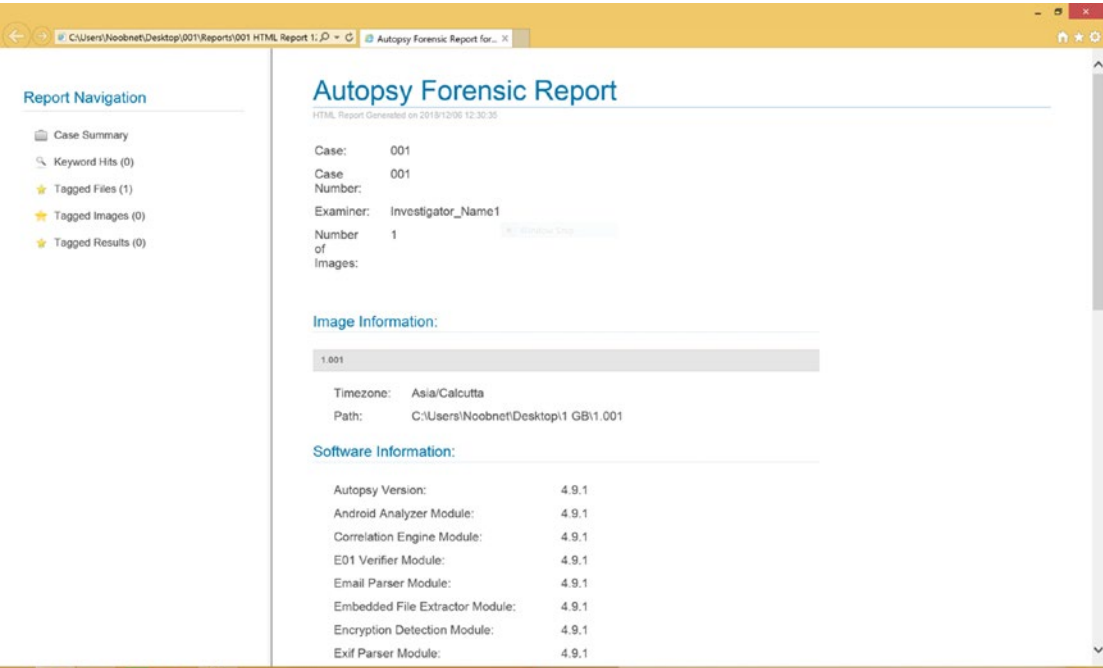 C:\Users\Noobnet\Desktop\001\Reports\001 HTML Report 1:
Autopsy Forensic Report for...
Report Navigation
Case Summary
Keyword Hits (0)
Tagged Files (1)
Tagged Images (0)
Tagged Results (0)
Autopsy Forensic Report
HTML Report Generated on 2018/12/06 12:30:35
Case: 001
Case Number: 001
Examiner: Investigator_Name1
Number of Images: 1
Window Snip
Image Information:
1.001
Timezone: Asia/Calcutta
Path: C:\Users\Noobnet\Desktop\1 GB\1.001
Software Information:
Autopsy Version: 4.9.1
Android Analyzer Module: 4.9.1
Correlation Engine Module: 4.9.1
E01 Verifier Module: 4.9.1
Email Parser Module: 4.9.1
Embedded File Extractor Module: 4.9.1
Encryption Detection Module: 4.9.1
Exif Parser Module: 4.9.1